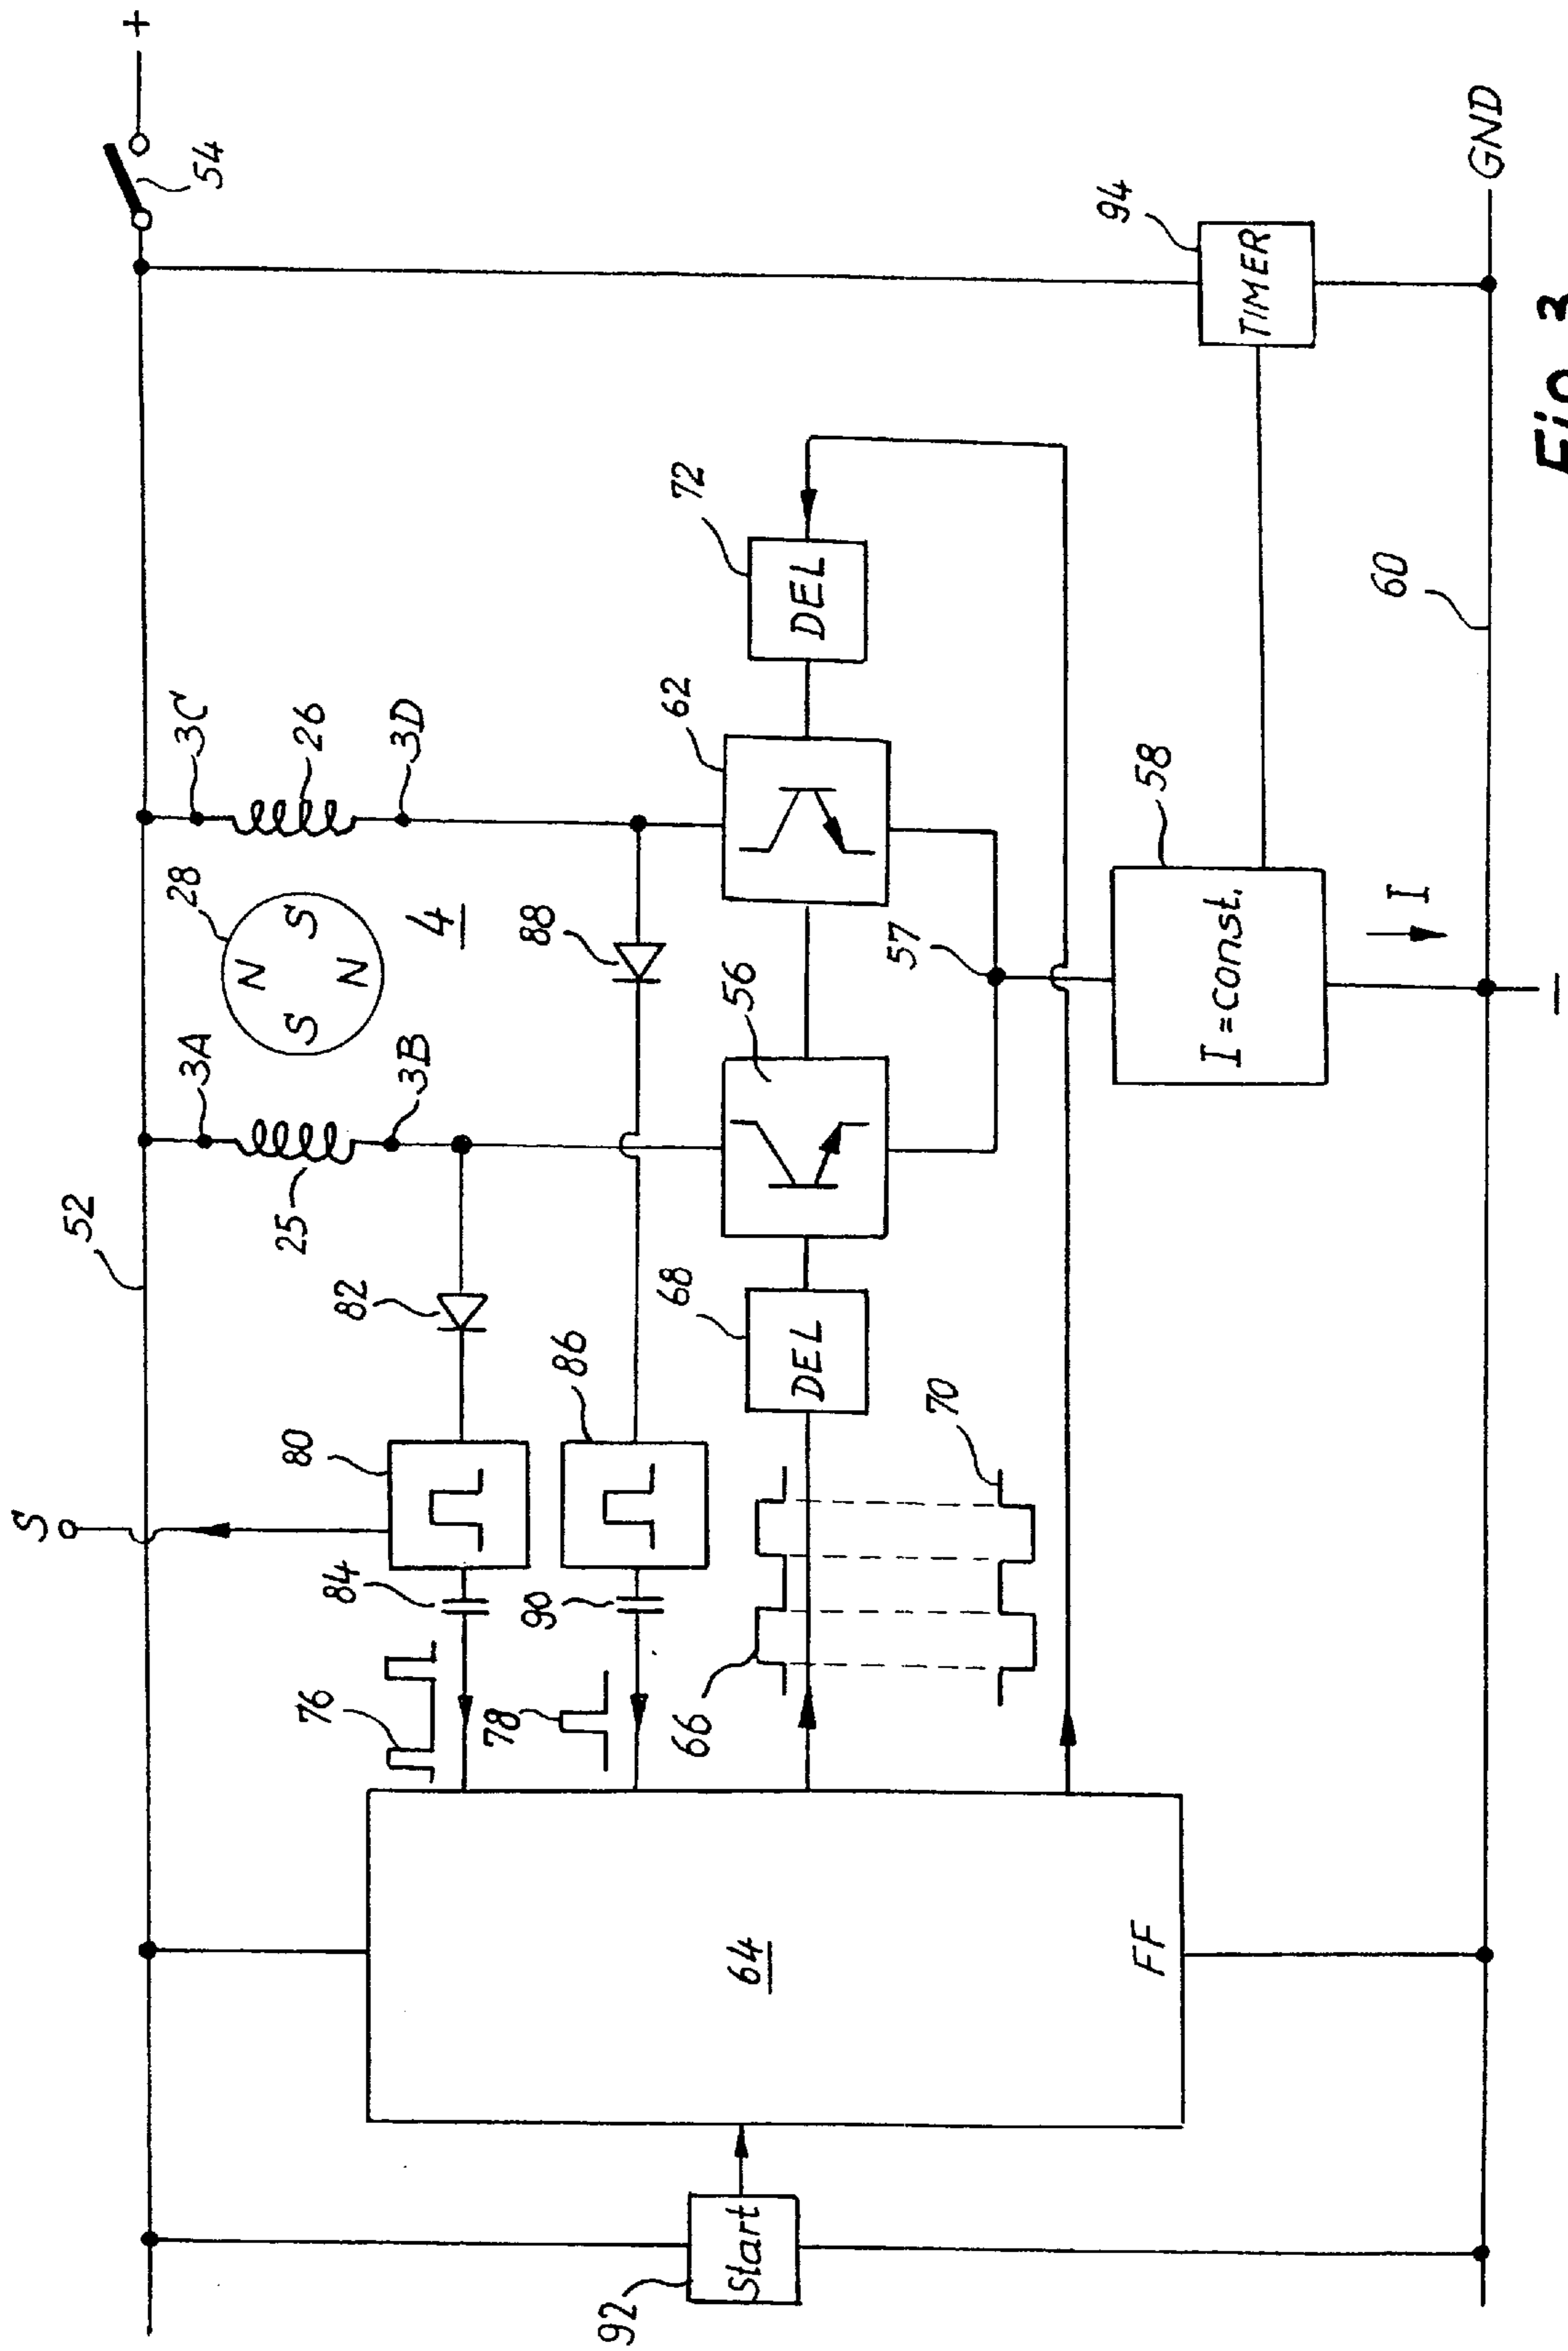 S
+
54
52
3A
3C
28
N
S
S
N
25
26
3B
3D
4
82
88
80
84
76
86
90
78
68
56
62
72
DEL
DEL
66
70
57
64
FF
92
Start
58
I = const.
I
94
TIMER
60
GND
−
Fig. 3